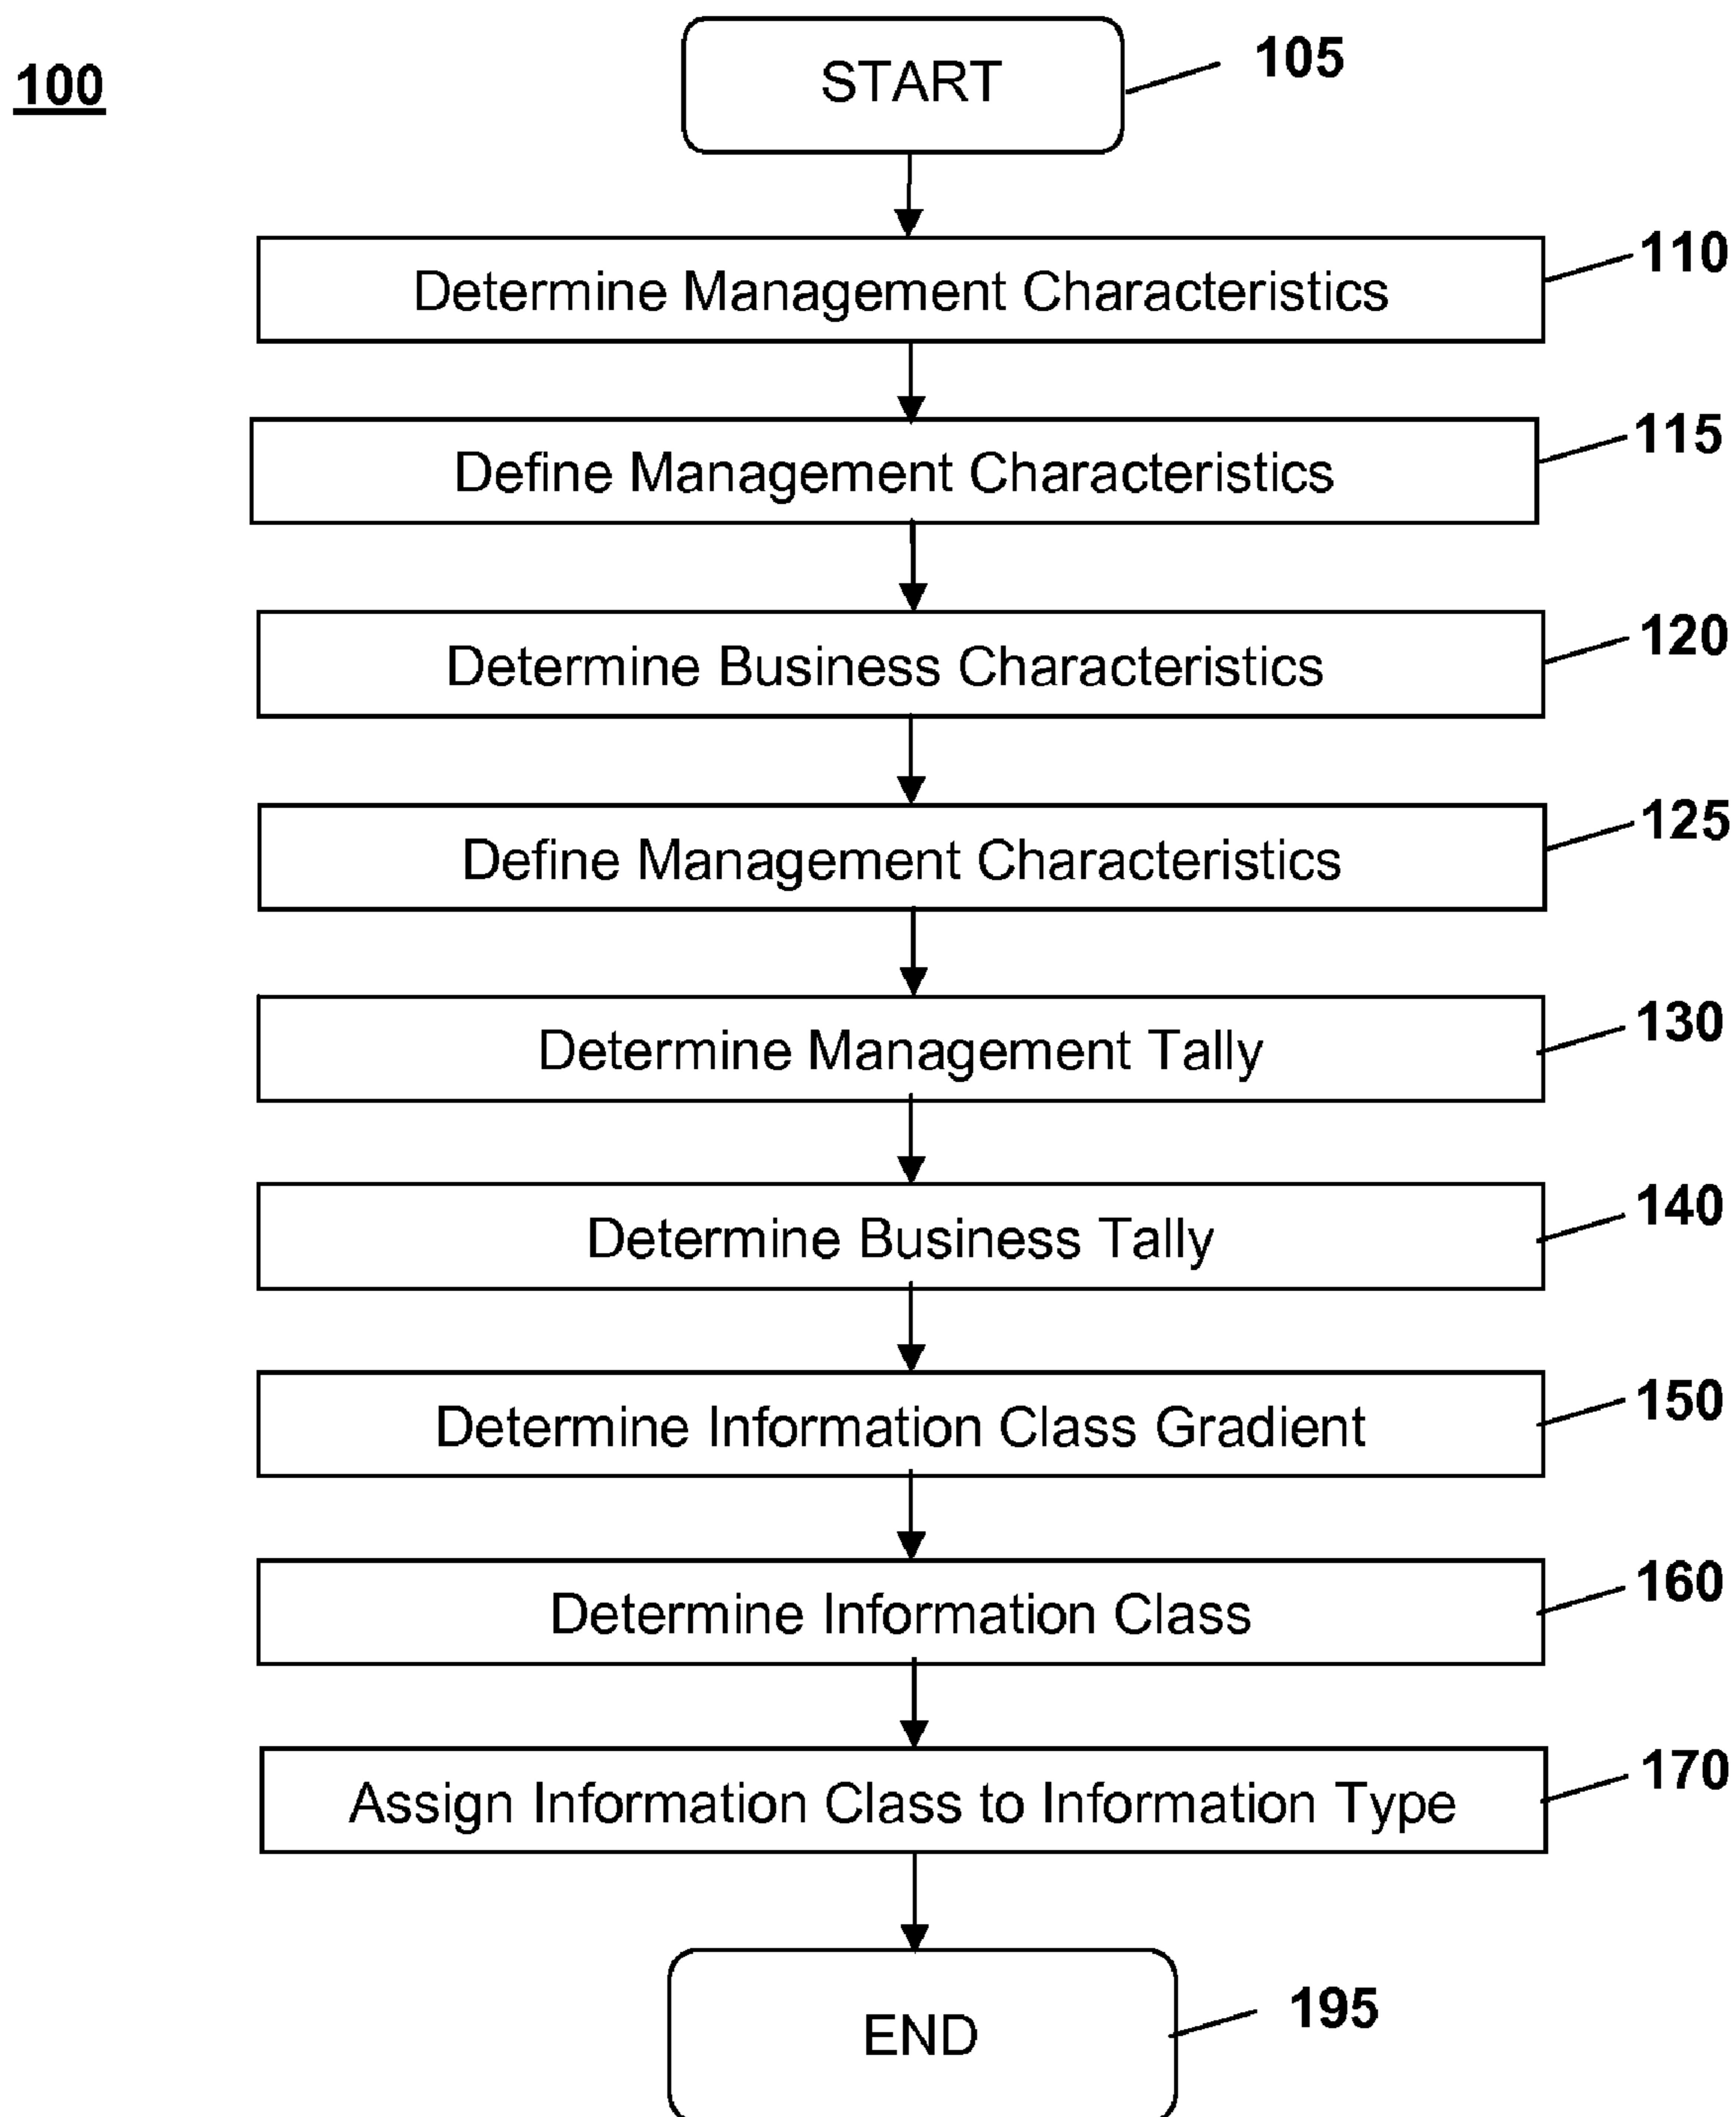 100
START
105
Determine Management Characteristics
110
Define Management Characteristics
115
Determine Business Characteristics
120
Define Management Characteristics
125
Determine Management Tally
130
Determine Business Tally
140
Determine Information Class Gradient
150
Determine Information Class
160
Assign Information Class to Information Type
170
END
195